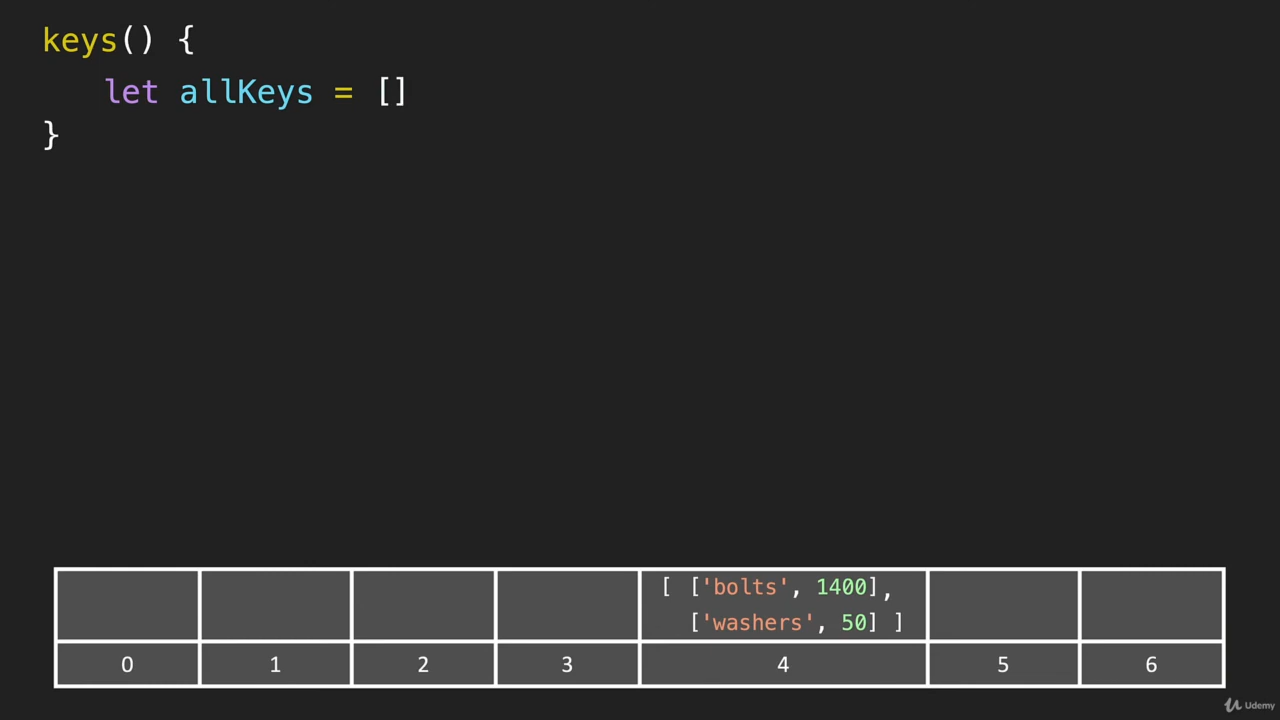 keys() {
let allKeys = []
}
[ ['bolts', 1400],
['washers', 50] ]
0 1 2 3 4 5 6
Udemy